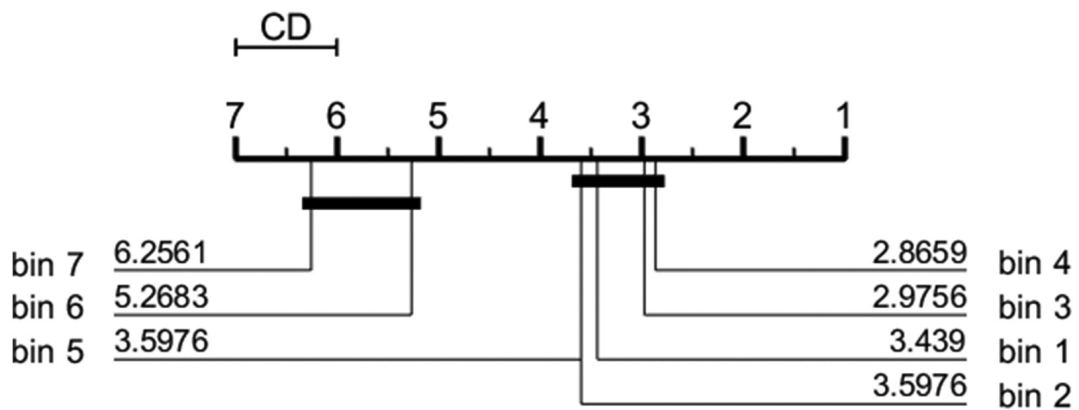 CD
7 6 5 4 3 2 1
bin 7 6.2561 2.8659 bin 4
bin 6 5.2683 2.9756 bin 3
bin 5 3.5976 3.439 bin 1
3.5976 bin 2